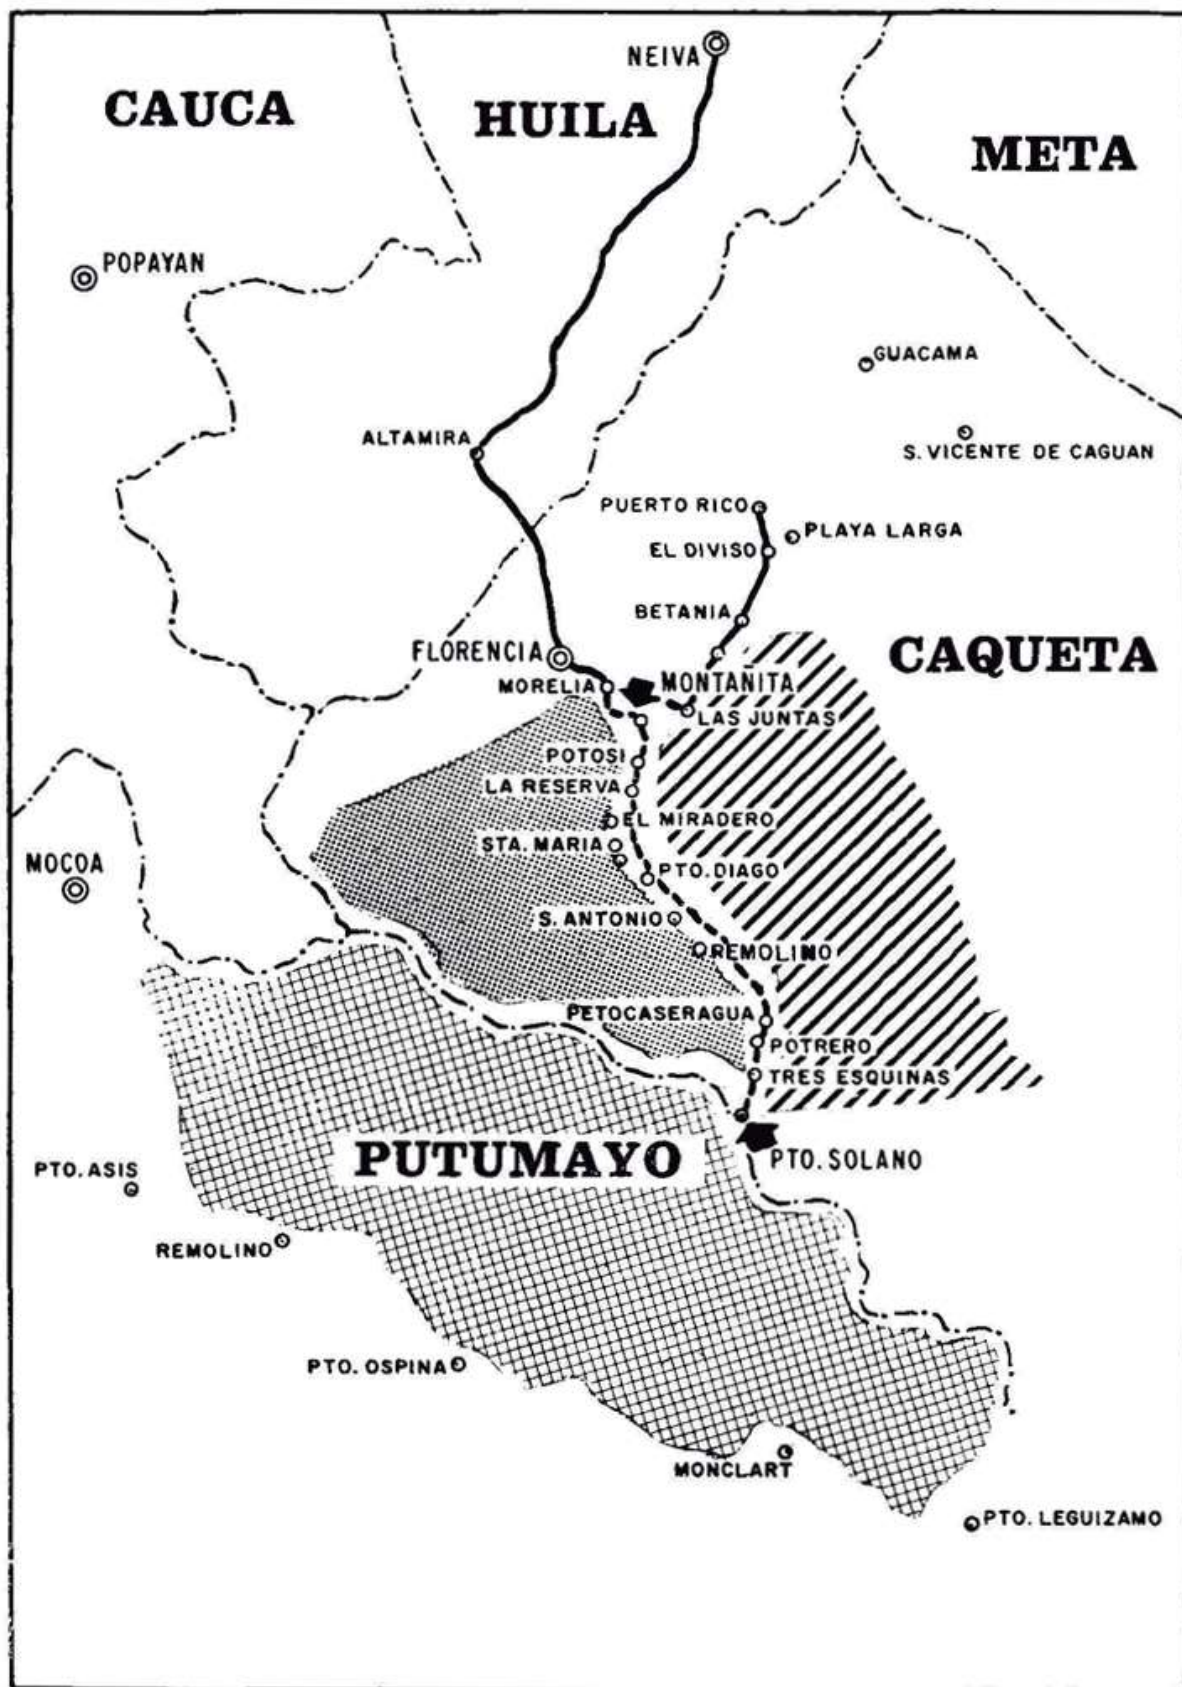 NEIVA
CAUCA
HUILA
META
POPAYAN
GUACAMA
ALTAMIRA
S. VICENTE DE CAGUAN
PUERTO RICO
PLAYA LARGA
EL DIVISO
BETANIA
FLORENCIA
CAQUETA
MORELIA
MONTAÑITA
LAS JUNTAS
POTOSI
LA RESERVA
EL MIRADERO
STA. MARIA
MOCOA
PTO. DIAGO
S. ANTONIO
REMOLINO
PETOCASERAGUA
POTRERO
TRES ESQUINAS
PUTUMAYO
PTO. SOLANO
PTO. ASIS
REMOLINO
PTO. OSPINA
MONCLART
PTO. LEGUIZAMO